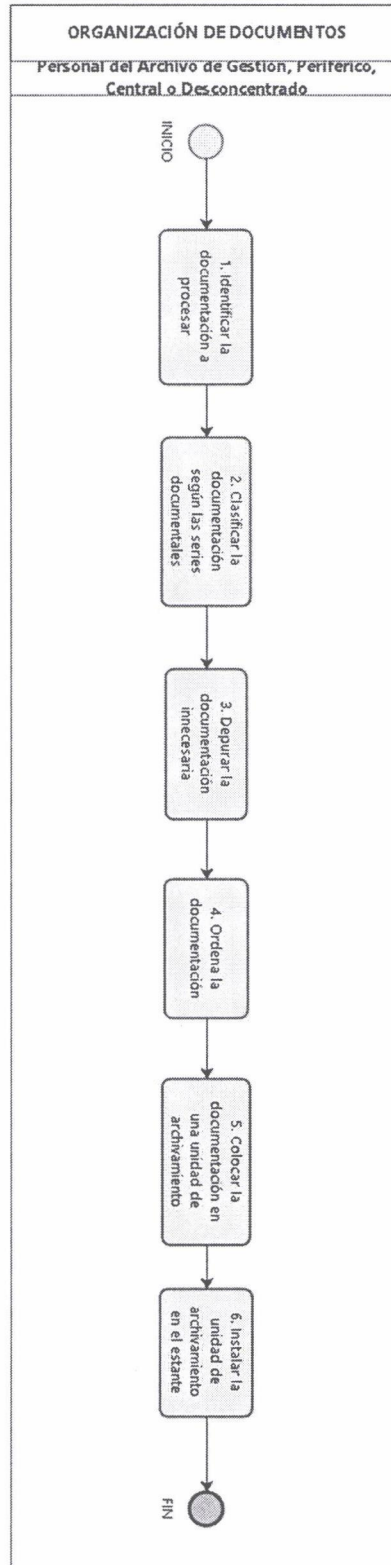 ORGANIZACIÓN DE DOCUMENTOS
Personal del Archivo de Gestión, Periférico,
Central o Desconcentrado
INICIO
1. Identificar la
documentación a
procesar
2. Clasificar la
documentación
según las series
documentales
3. Depurar la
documentación
innecesaria
4. Ordena la
documentación
5. Colocar la
documentación en
una unidad de
archivamiento
6. Instalar la
unidad de
archivamiento
en el estante
FIN